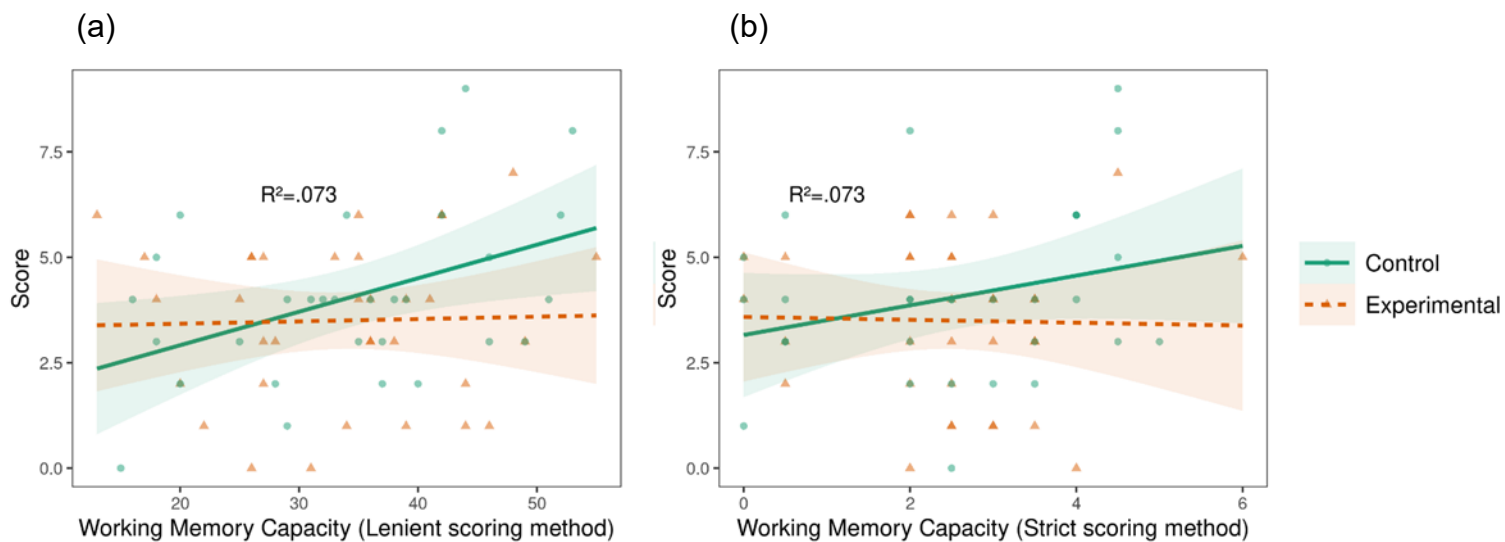 (a)
(b)
R²=.073
R²=.073
Score
7.5
5.0
2.5
0.0
20 30 40 50
Working Memory Capacity (Lenient scoring method)
Score
7.5
5.0
2.5
0.0
0 2 4 6
Working Memory Capacity (Strict scoring method)
Control
Experimental